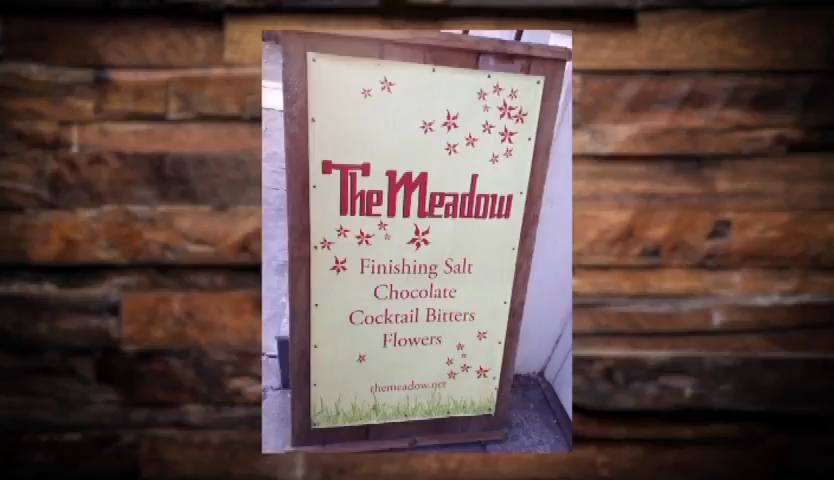 The Meadow
Finishing Salt
Chocolate
Cocktail Bitters
Flowers
themeadow.net